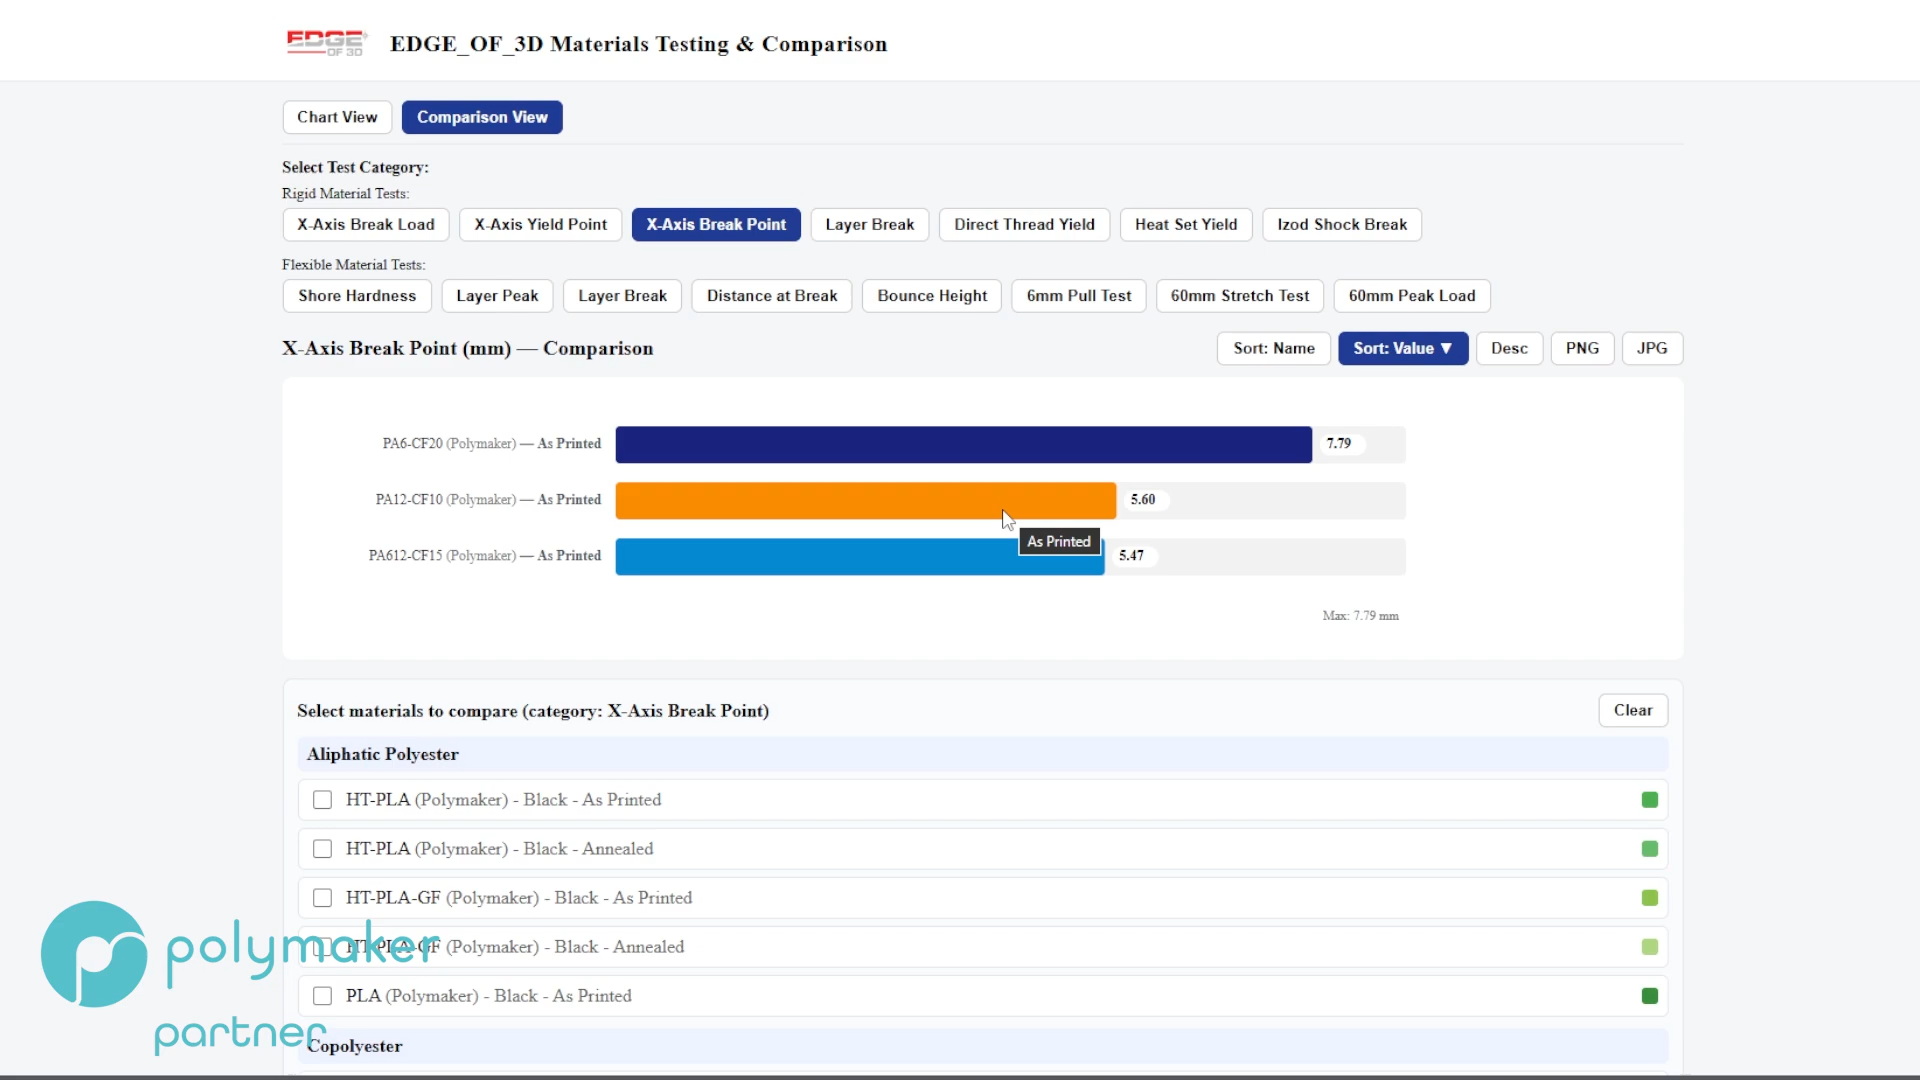 EDGE
OF 3D
EDGE_OF_3D Materials Testing & Comparison
Chart View
Comparison View
Select Test Category:
Rigid Material Tests:
X-Axis Break Load
X-Axis Yield Point
X-Axis Break Point
Layer Break
Direct Thread Yield
Heat Set Yield
Izod Shock Break
Flexible Material Tests:
Shore Hardness
Layer Peak
Layer Break
Distance at Break
Bounce Height
6mm Pull Test
60mm Stretch Test
60mm Peak Load
X-Axis Break Point (mm) — Comparison
Sort: Name
Sort: Value ▼
Desc
PNG
JPG
PA6-CF20 (Polymaker) — As Printed
7.79
PA12-CF10 (Polymaker) — As Printed
5.60
As Printed
PA612-CF15 (Polymaker) — As Printed
5.47
Max: 7.79 mm
Select materials to compare (category: X-Axis Break Point)
Clear
Aliphatic Polyester
HT-PLA (Polymaker) - Black - As Printed
HT-PLA (Polymaker) - Black - Annealed
HT-PLA-GF (Polymaker) - Black - As Printed
HT-PLA-GF (Polymaker) - Black - Annealed
PLA (Polymaker) - Black - As Printed
Copolyester
polymaker
partner